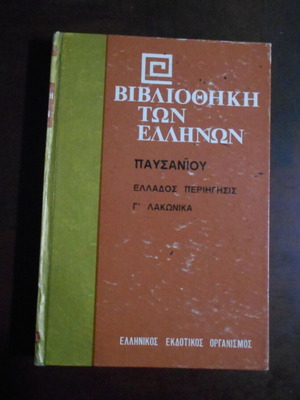 ΒΙΒΛΙΟΘΗΚΗ
ΤΩΝ
ΕΛΛΗΝΩΝ
ΠΑΥΣΑΝΙΟΥ
ΕΛΛΑΔΟΣ ΠΕΡΙΗΓΗΣΙΣ
Γ' ΛΑΚΩΝΙΚΑ
ΕΛΛΗΝΙΚΟΣ ΕΚΔΟΤΙΚΟΣ ΟΡΓΑΝΙΣΜΟΣ